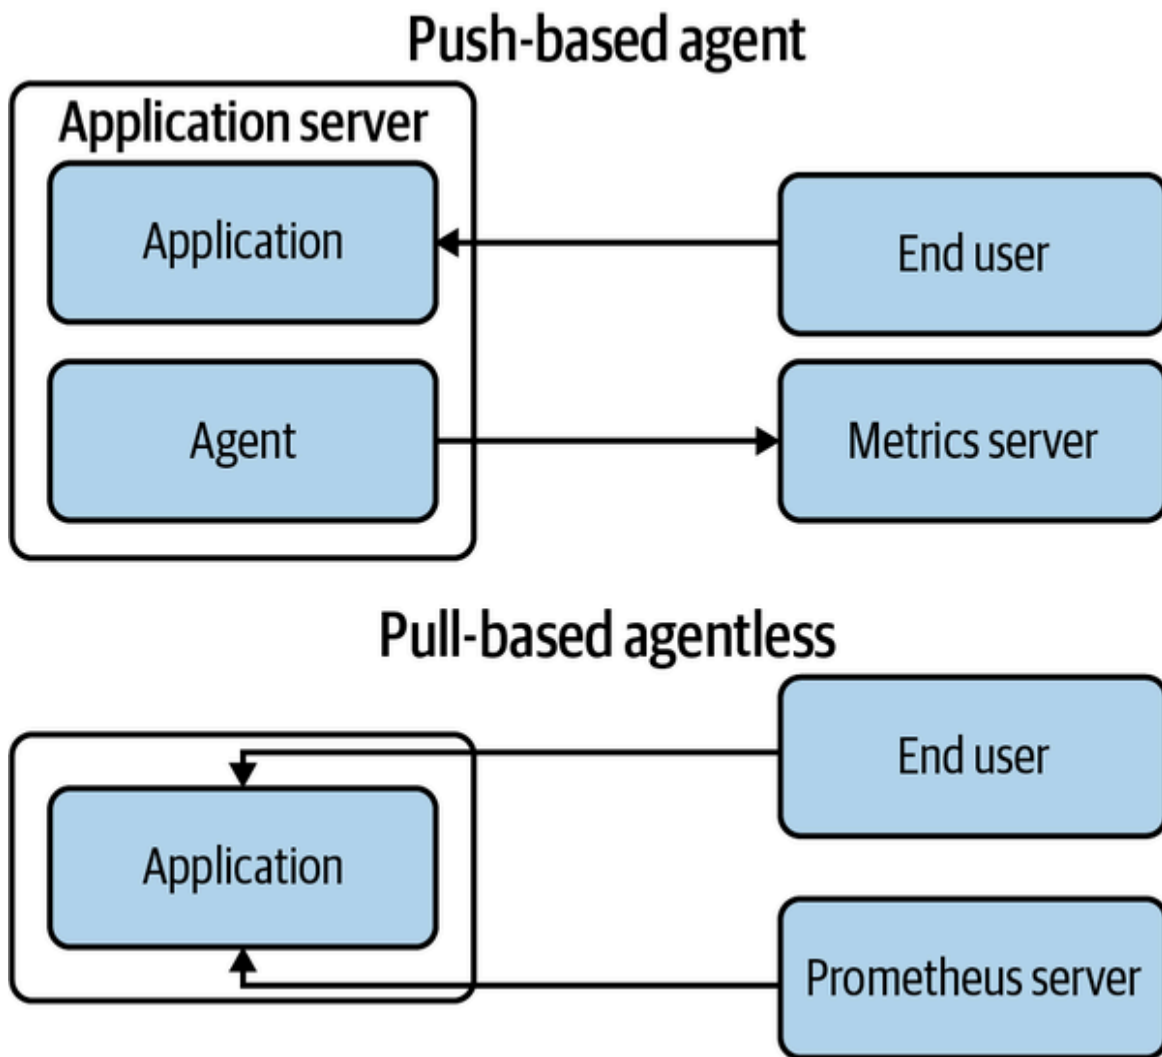 Push-based agent
Application server
Application
End user
Agent
Metrics server
Pull-based agentless
End user
Application
Prometheus server